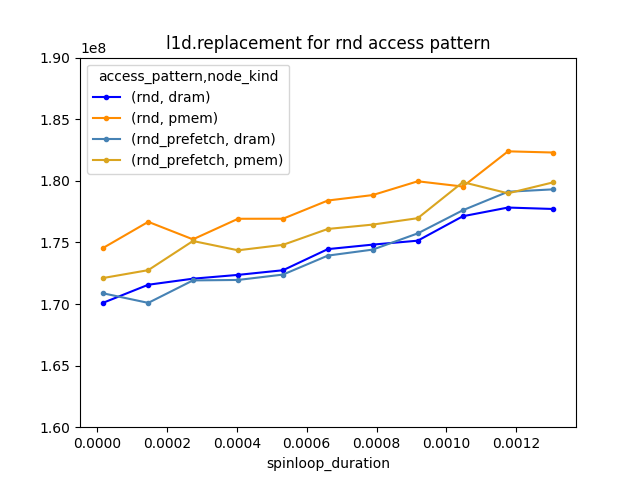 l1d.replacement for rnd access pattern
1e8
access_pattern,node_kind
(rnd, dram)
(rnd, pmem)
(rnd_prefetch, dram)
(rnd_prefetch, pmem)
1.90
1.85
1.80
1.75
1.70
1.65
1.60
0.0000 0.0002 0.0004 0.0006 0.0008 0.0010 0.0012
spinloop_duration